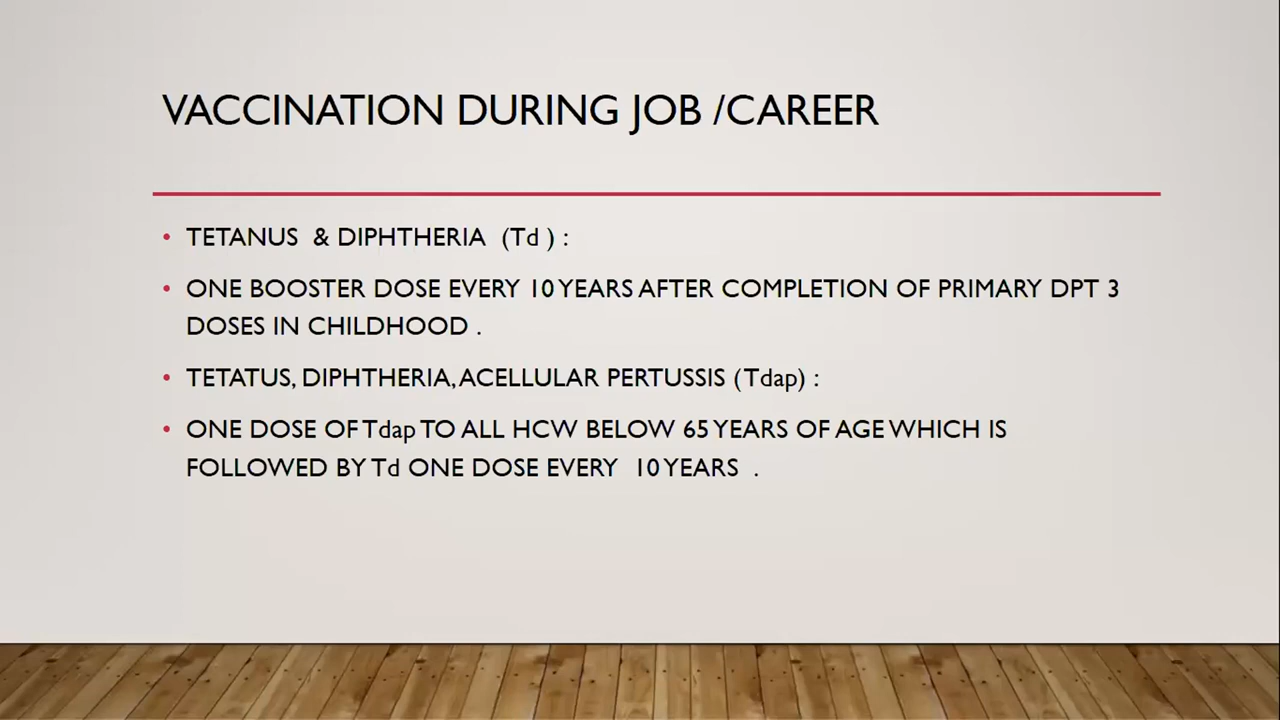 VACCINATION DURING JOB /CAREER
• TETANUS & DIPHTHERIA (Td ) :
• ONE BOOSTER DOSE EVERY 10 YEARS AFTER COMPLETION OF PRIMARY DPT 3
DOSES IN CHILDHOOD .
• TETATUS, DIPHTHERIA, ACELLULAR PERTUSSIS (Tdap) :
• ONE DOSE OF Tdap TO ALL HCW BELOW 65 YEARS OF AGE WHICH IS
FOLLOWED BY Td ONE DOSE EVERY 10 YEARS .